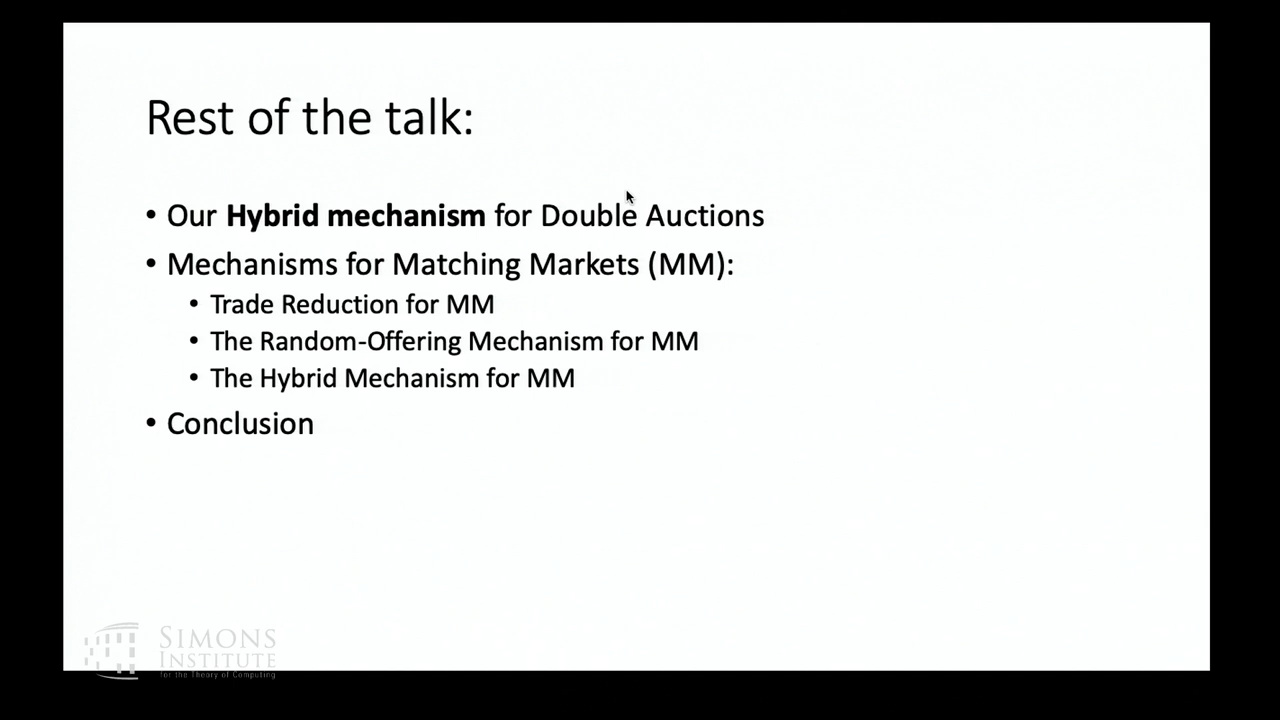 Rest of the talk:
• Our Hybrid mechanism for Double Auctions
• Mechanisms for Matching Markets (MM):
• Trade Reduction for MM
• The Random-Offering Mechanism for MM
• The Hybrid Mechanism for MM
• Conclusion
SIMONS
INSTITUTE
for the Theory of Computing